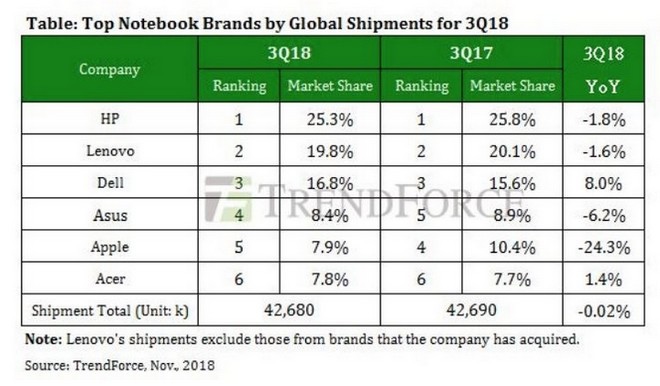 Table: Top Notebook Brands by Global Shipments for 3Q18
Company 3Q18 3Q17 3Q18 YoY
Ranking Market Share Ranking Market Share
HP 1 25.3% 1 25.8% -1.8%
Lenovo 2 19.8% 2 20.1% -1.6%
Dell 3 16.8% 3 15.6% 8.0%
TRENDFORCE
Asus 4 8.4% 5 8.9% -6.2%
Apple 5 7.9% 4 10.4% -24.3%
Acer 6 7.8% 6 7.7% 1.4%
Shipment Total (Unit: k) 42,680 42,690 -0.02%
Note: Lenovo's shipments exclude those from brands that the company has acquired.
Source: TrendForce, Nov., 2018